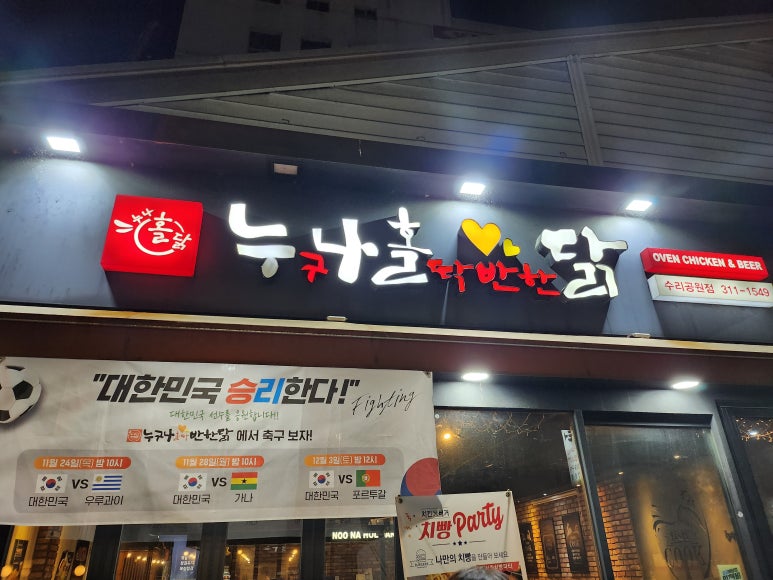 홀닭
누구나홀딱반한닭
OVEN CHICKEN & BEER
수리공원점 311-1549
"대한민국 승리한다!"
Fighting
대한민국 선수를 응원합니다!!
누구나홀딱반한닭 에서 축구 보자!
11월 24일(목) 밤 10시
11월 28일(월) 밤 10시
12월 3일(토) 밤 12시
VS
VS
VS
대한민국 우루과이
대한민국 가나
대한민국 포르투갈
치빵 Party
나만의 치빵을 만들어 보세요
NOO NA HOL